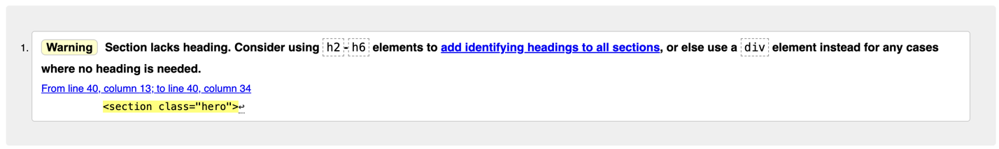 1. Warning Section lacks heading. Consider using h2-h6 elements to add identifying headings to all sections, or else use a div element instead for any cases
where no heading is needed.
From line 40, column 13; to line 40, column 34
<section class="hero">↩